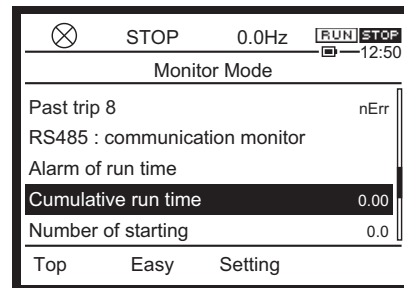 STOP 0.0Hz RUN STOP
12:50
Monitor Mode
Past trip 8 nErr
RS485 : communication monitor
Alarm of run time
Cumulative run time 0.00
Number of starting 0.0
Top Easy Setting